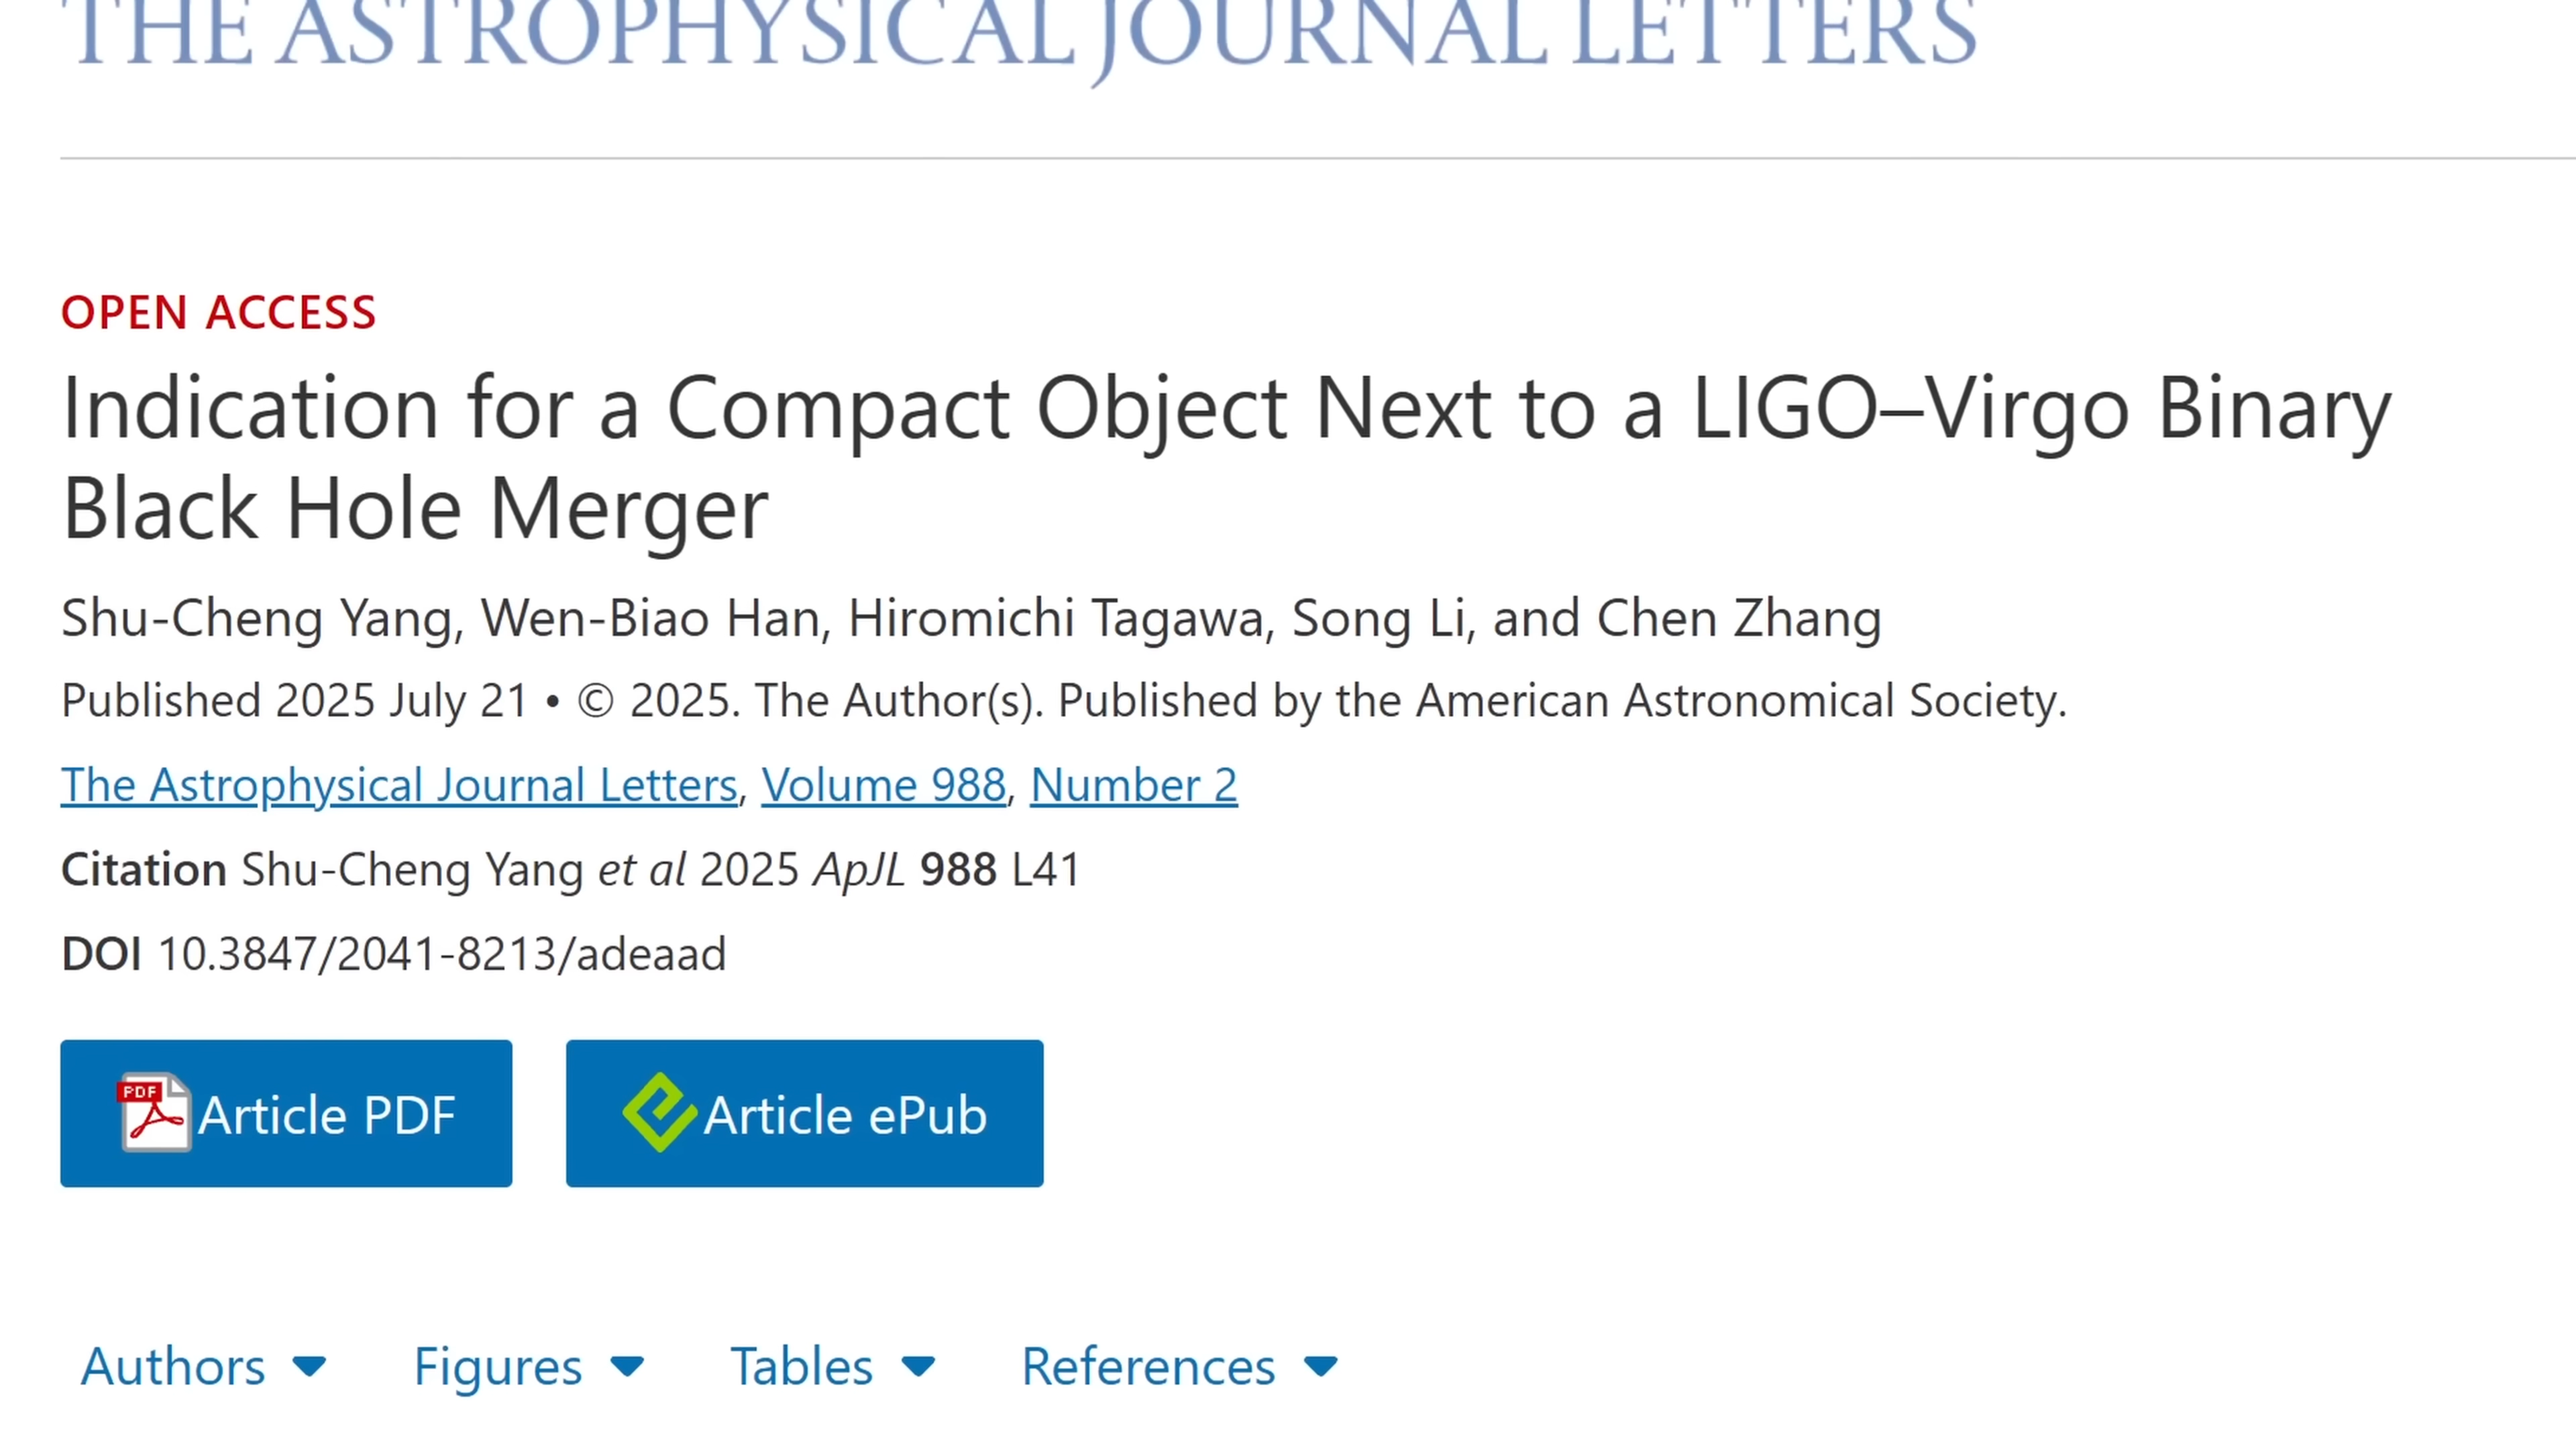 THE ASTROPHYSICAL JOURNAL LETTERS
OPEN ACCESS
Indication for a Compact Object Next to a LIGO–Virgo Binary
Black Hole Merger
Shu-Cheng Yang, Wen-Biao Han, Hiromichi Tagawa, Song Li, and Chen Zhang
Published 2025 July 21 • © 2025. The Author(s). Published by the American Astronomical Society.
The Astrophysical Journal Letters, Volume 988, Number 2
Citation Shu-Cheng Yang et al 2025 ApJL 988 L41
DOI 10.3847/2041-8213/adeaad
PDF Article PDF Article ePub
Authors Figures Tables References